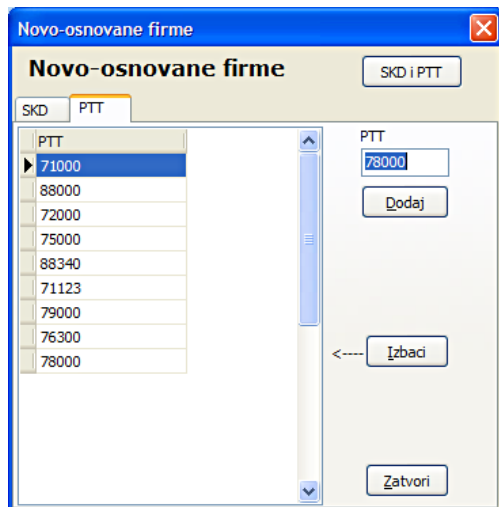 Novo-osnovane firme
Novo-osnovane firme
SKD i PTT
SKD
PTT
PTT
71000
88000
72000
75000
88340
71123
79000
76300
78000
PTT
78000
Dodaj
<---- Izbaci
Zatvori